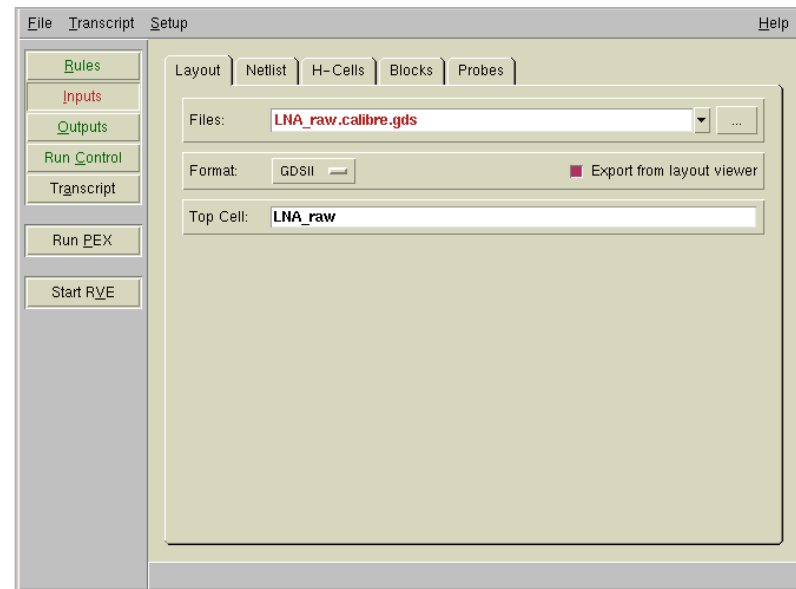 File Transcript Setup Help
Rules
Inputs
Outputs
Run Control
Transcript
Run PEX
Start RVE
Layout Netlist H-Cells Blocks Probes
Files: LNA_raw.calibre.gds ...
Format: GDSII Export from layout viewer
Top Cell: LNA_raw